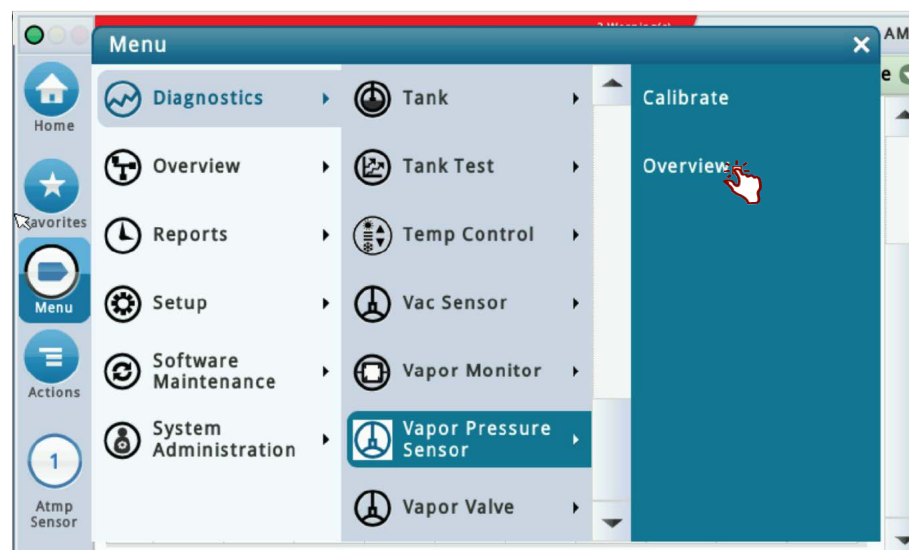 AM
Menu
e
Home
Favorites
Menu
Actions
1
Atmp
Sensor
Diagnostics
Overview
Reports
Setup
Software
Maintenance
System
Administration
Tank
Tank Test
Temp Control
Vac Sensor
Vapor Monitor
Vapor Pressure
Sensor
Vapor Valve
Calibrate
Overview